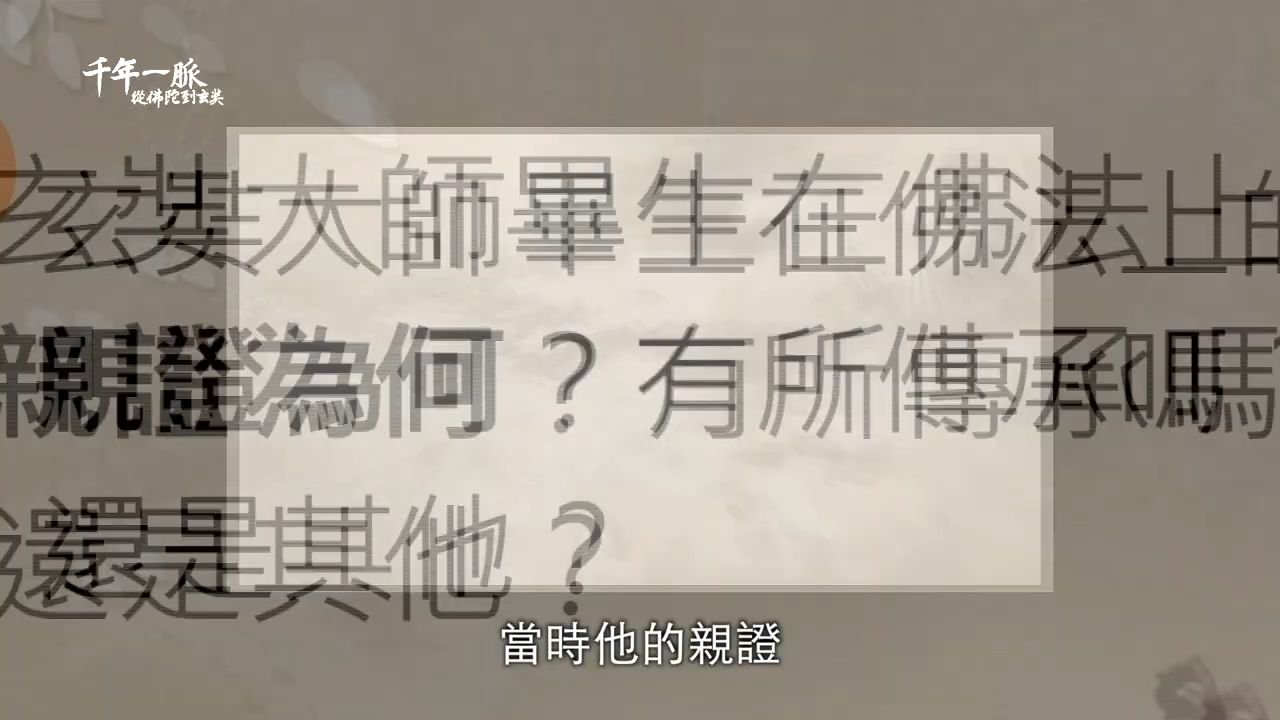 千年一脈
從佛陀到玄奘
玄奘大師畢生在佛法上的
親證為何？有所傳承嗎？
還是其他？
當時他的親證